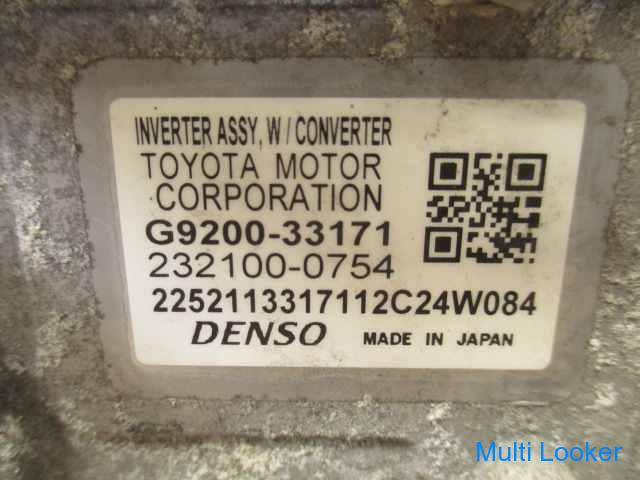 INVERTER ASSY, W/CONVERTER
TOYOTA MOTOR
CORPORATION
G9200-33171
232100-0754
2252113317112C24W084
DENSO MADE IN JAPAN
Multi Looker